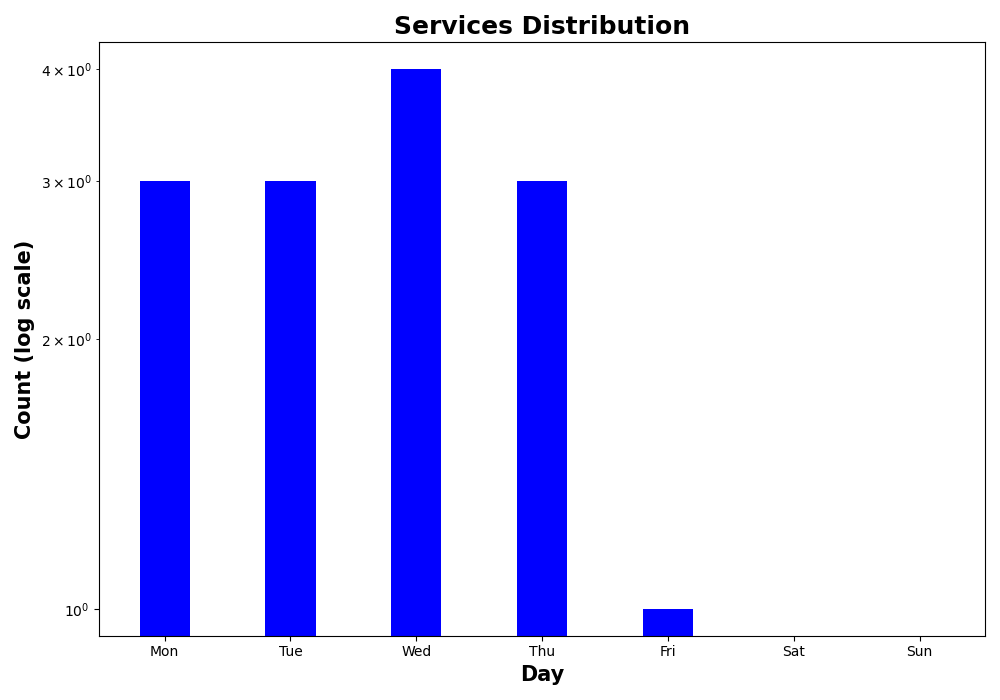 Services Distribution
Count (log scale)
4 × 10⁰
3 × 10⁰
2 × 10⁰
10⁰
Mon Tue Wed Thu Fri Sat Sun
Day